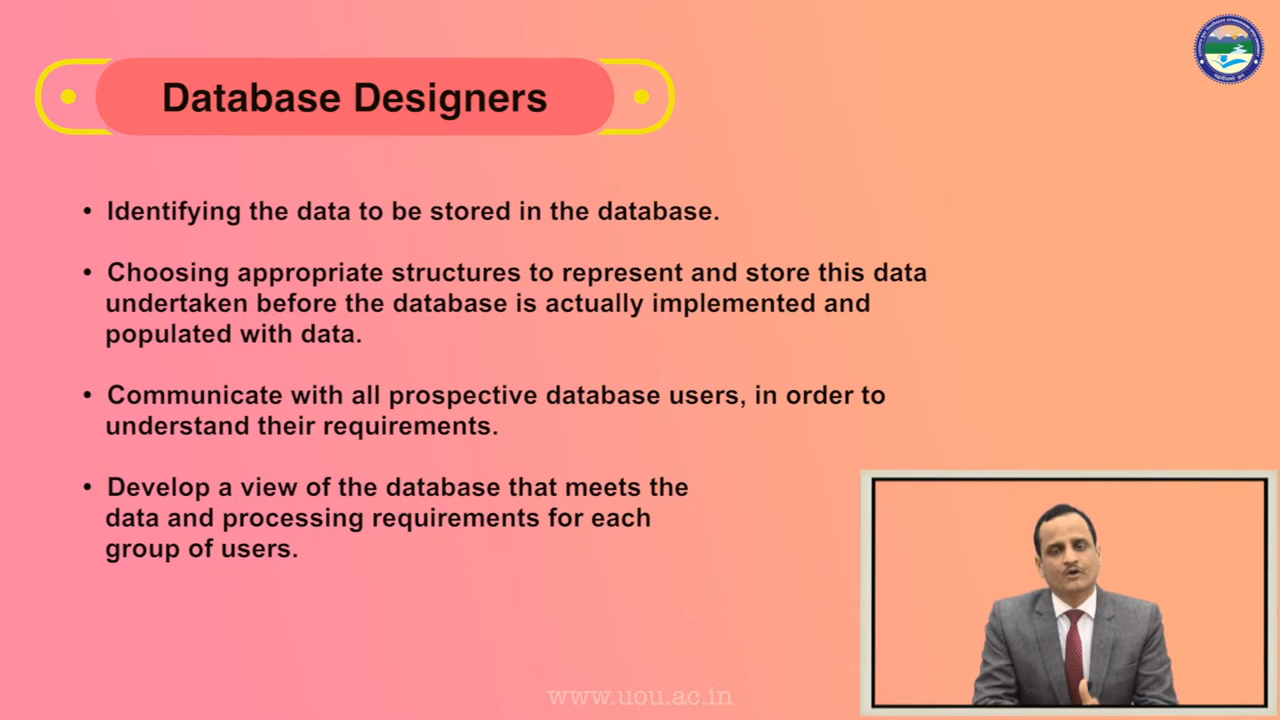 Database Designers
• Identifying the data to be stored in the database.
• Choosing appropriate structures to represent and store this data
undertaken before the database is actually implemented and
populated with data.
• Communicate with all prospective database users, in order to
understand their requirements.
• Develop a view of the database that meets the
data and processing requirements for each
group of users.
www.uou.ac.in